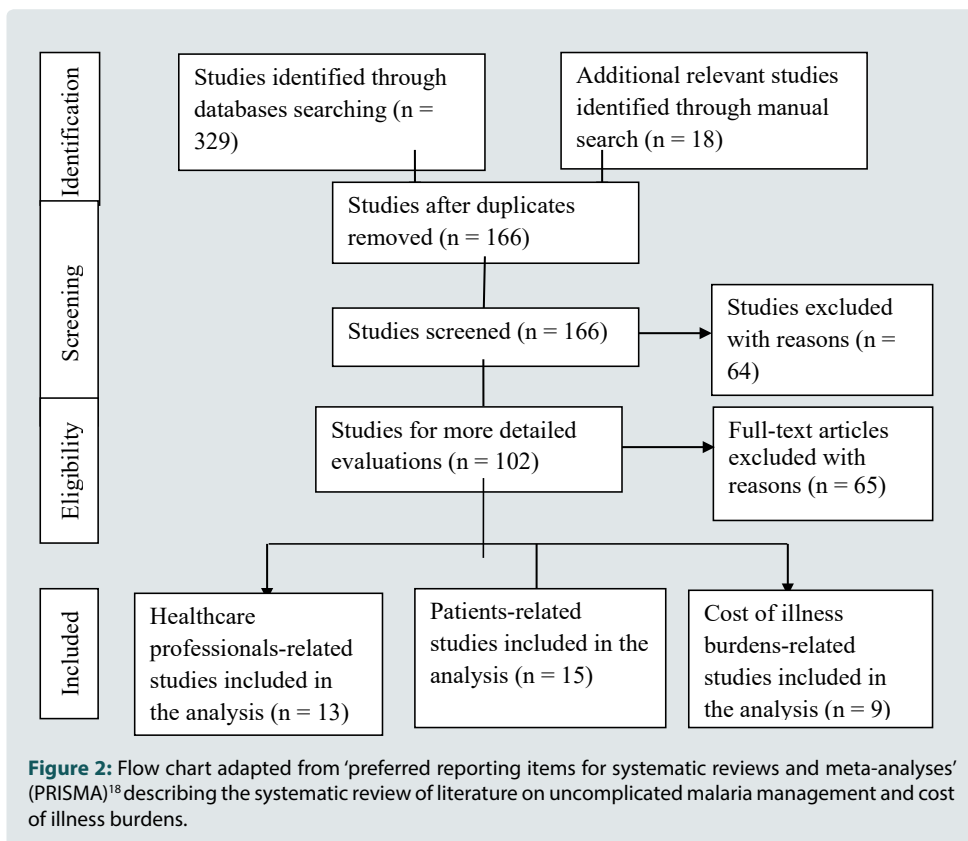 Identification
Studies identified through
databases searching (n =
329)
Additional relevant studies
identified through manual
search (n = 18)
Studies after duplicates
removed (n = 166)
Screening
Studies screened (n = 166)
Studies excluded
with reasons (n =
64)
Eligibility
Studies for more detailed
evaluations (n = 102)
Full-text articles
excluded with
reasons (n = 65)
Included
Healthcare
professionals-related
studies included in
the analysis (n = 13)
Patients-related
studies included in the
analysis (n = 15)
Cost of illness
burdens-related
studies included in
the analysis (n = 9)
Figure 2: Flow chart adapted from ‘preferred reporting items for systematic reviews and meta-analyses’
(PRISMA)¹⁸ describing the systematic review of literature on uncomplicated malaria management and cost
of illness burdens.